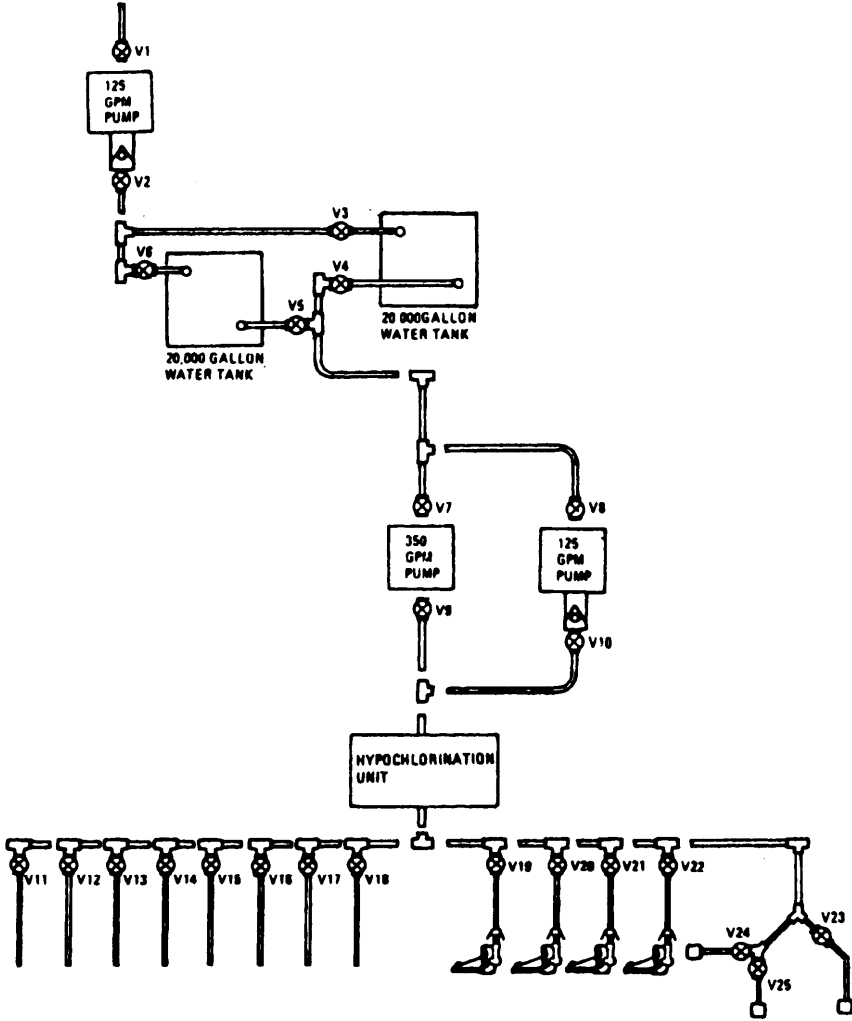 V1
125
GPM
PUMP
V2
V3
V6
V4
V5
20 000GALLON
WATER TANK
20,000 GALLON
WATER TANK
V7
V8
350
GPM
PUMP
125
GPM
PUMP
V9
V10
HYPOCHLORINATION
UNIT
V11
V12
V13
V14
V15
V16
V17
V18
V19
V20
V21
V22
V23
V24
V25